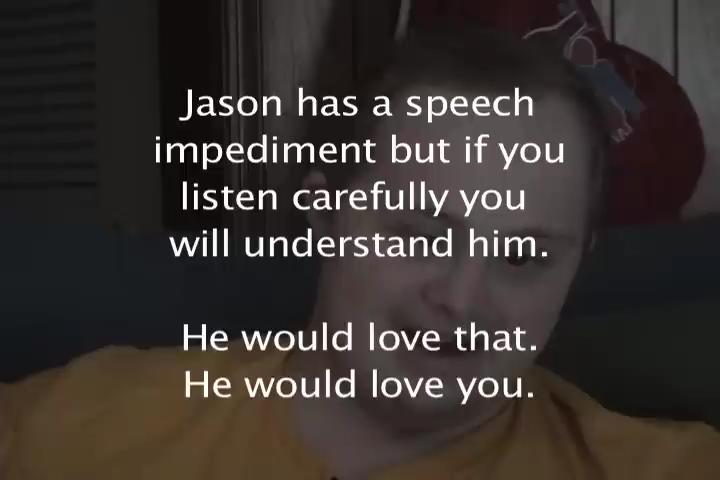 Jason has a speech
impediment but if you
listen carefully you
will understand him.
He would love that.
He would love you.